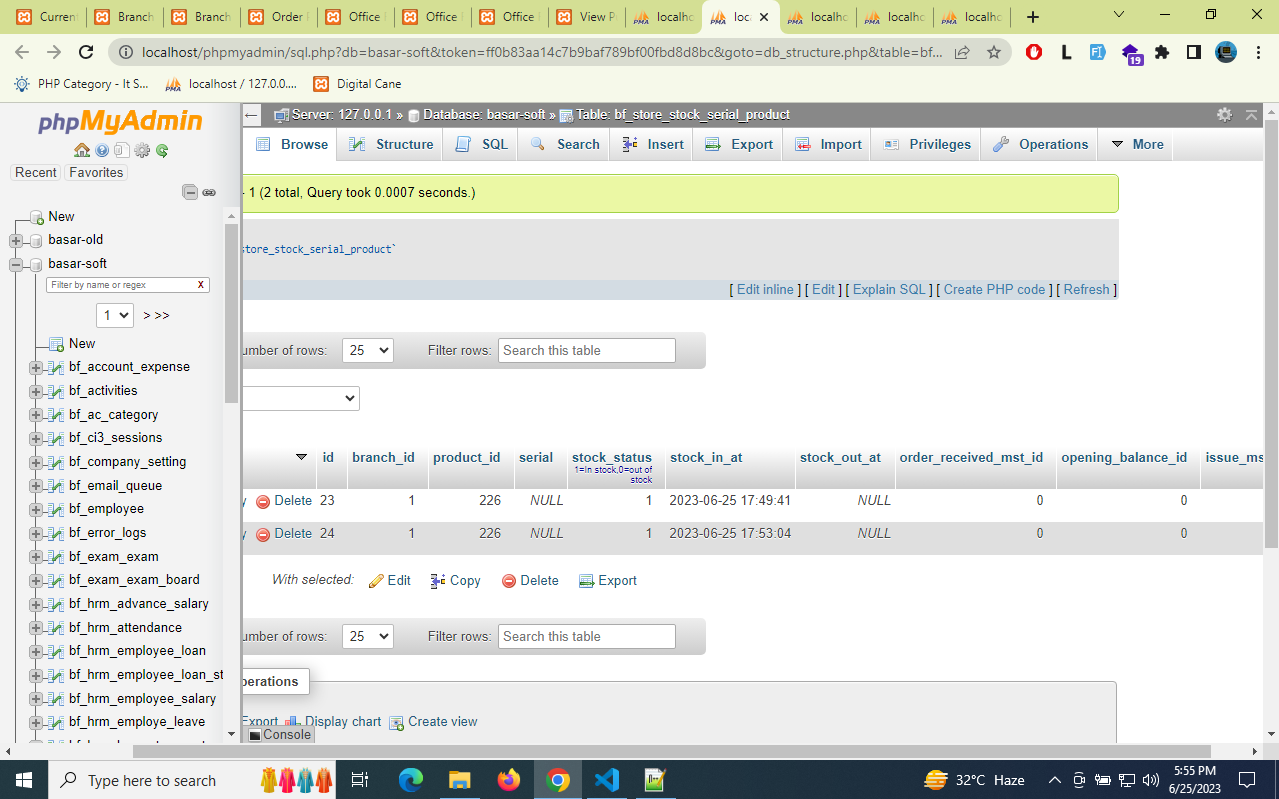 Current
Branch
Branch
Order
Office
Office
Office
View P
localho
loc
localho
localho
localho
localhost/phpmyadmin/sql.php?db=basar-soft&token=ff0b83aa14c7b9baf789bf00fbd8d8bc&goto=db_structure.php&table=bf...
19
PHP Category - It S...
PMA
localhost / 127.0.0....
Digital Cane
phpMyAdmin
Recent
Favorites
New
basar-old
basar-soft
Filter by name or regex
X
1
> >>
New
bf_account_expense
bf_activities
bf_ac_category
bf_ci3_sessions
bf_company_setting
bf_email_queue
bf_employee
bf_error_logs
bf_exam_exam
bf_exam_exam_board
bf_hrm_advance_salary
bf_hrm_attendance
bf_hrm_employee_loan
bf_hrm_employee_loan_st
bf_hrm_employee_salary
bf_hrm_employe_leave
Server: 127.0.0.1 » Database: basar-soft » Table: bf_store_stock_serial_product
Browse Structure SQL Search Insert Export Import Privileges Operations More
- 1 (2 total, Query took 0.0007 seconds.)
store_stock_serial_product`
[ Edit inline ] [ Edit ] [ Explain SQL ] [ Create PHP code ] [ Refresh ]
umber of rows: 25 Filter rows: Search this table
id branch_id product_id serial stock_status stock_in_at stock_out_at order_received_mst_id opening_balance_id issue_ms
1=In stock,0=out of
stock
y Delete 23 1 226 NULL 1 2023-06-25 17:49:41 NULL 0 0
y Delete 24 1 226 NULL 1 2023-06-25 17:53:04 NULL 0 0
With selected: Edit Copy Delete Export
umber of rows: 25 Filter rows: Search this table
perations
Export Display chart Create view
Console
Type here to search
32°C Haze
5:55 PM
6/25/2023